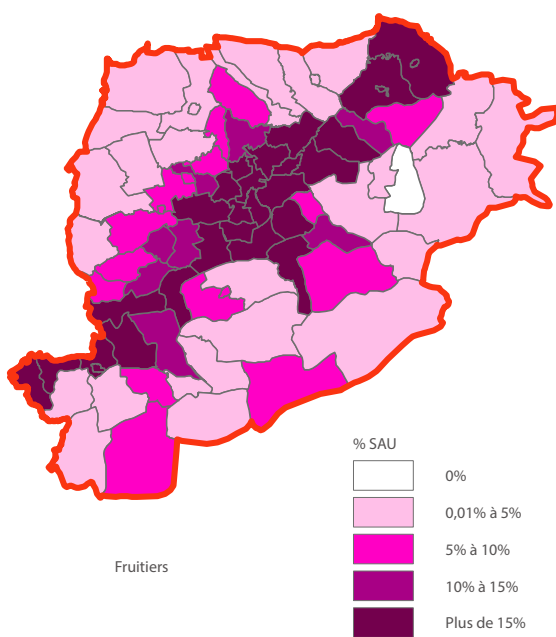 % SAU
0%
0,01% à 5%
5% à 10%
Fruitiers
10% à 15%
Plus de 15%